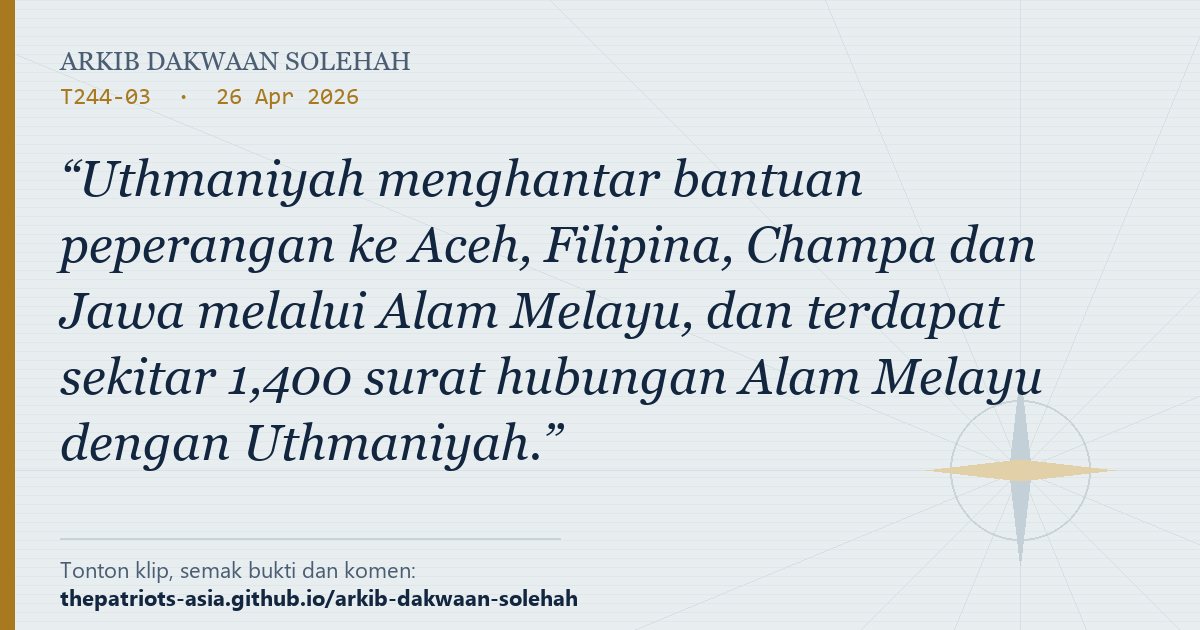 ARKIB DAKWAAN SOLEHAH
T244-03 · 26 Apr 2026
“Uthmaniyah menghantar bantuan
peperangan ke Aceh, Filipina, Champa dan
Jawa melalui Alam Melayu, dan terdapat
sekitar 1,400 surat hubungan Alam Melayu
dengan Uthmaniyah.”
Tonton klip, semak bukti dan komen:
thepatriots-asia.github.io/arkib-dakwaan-solehah